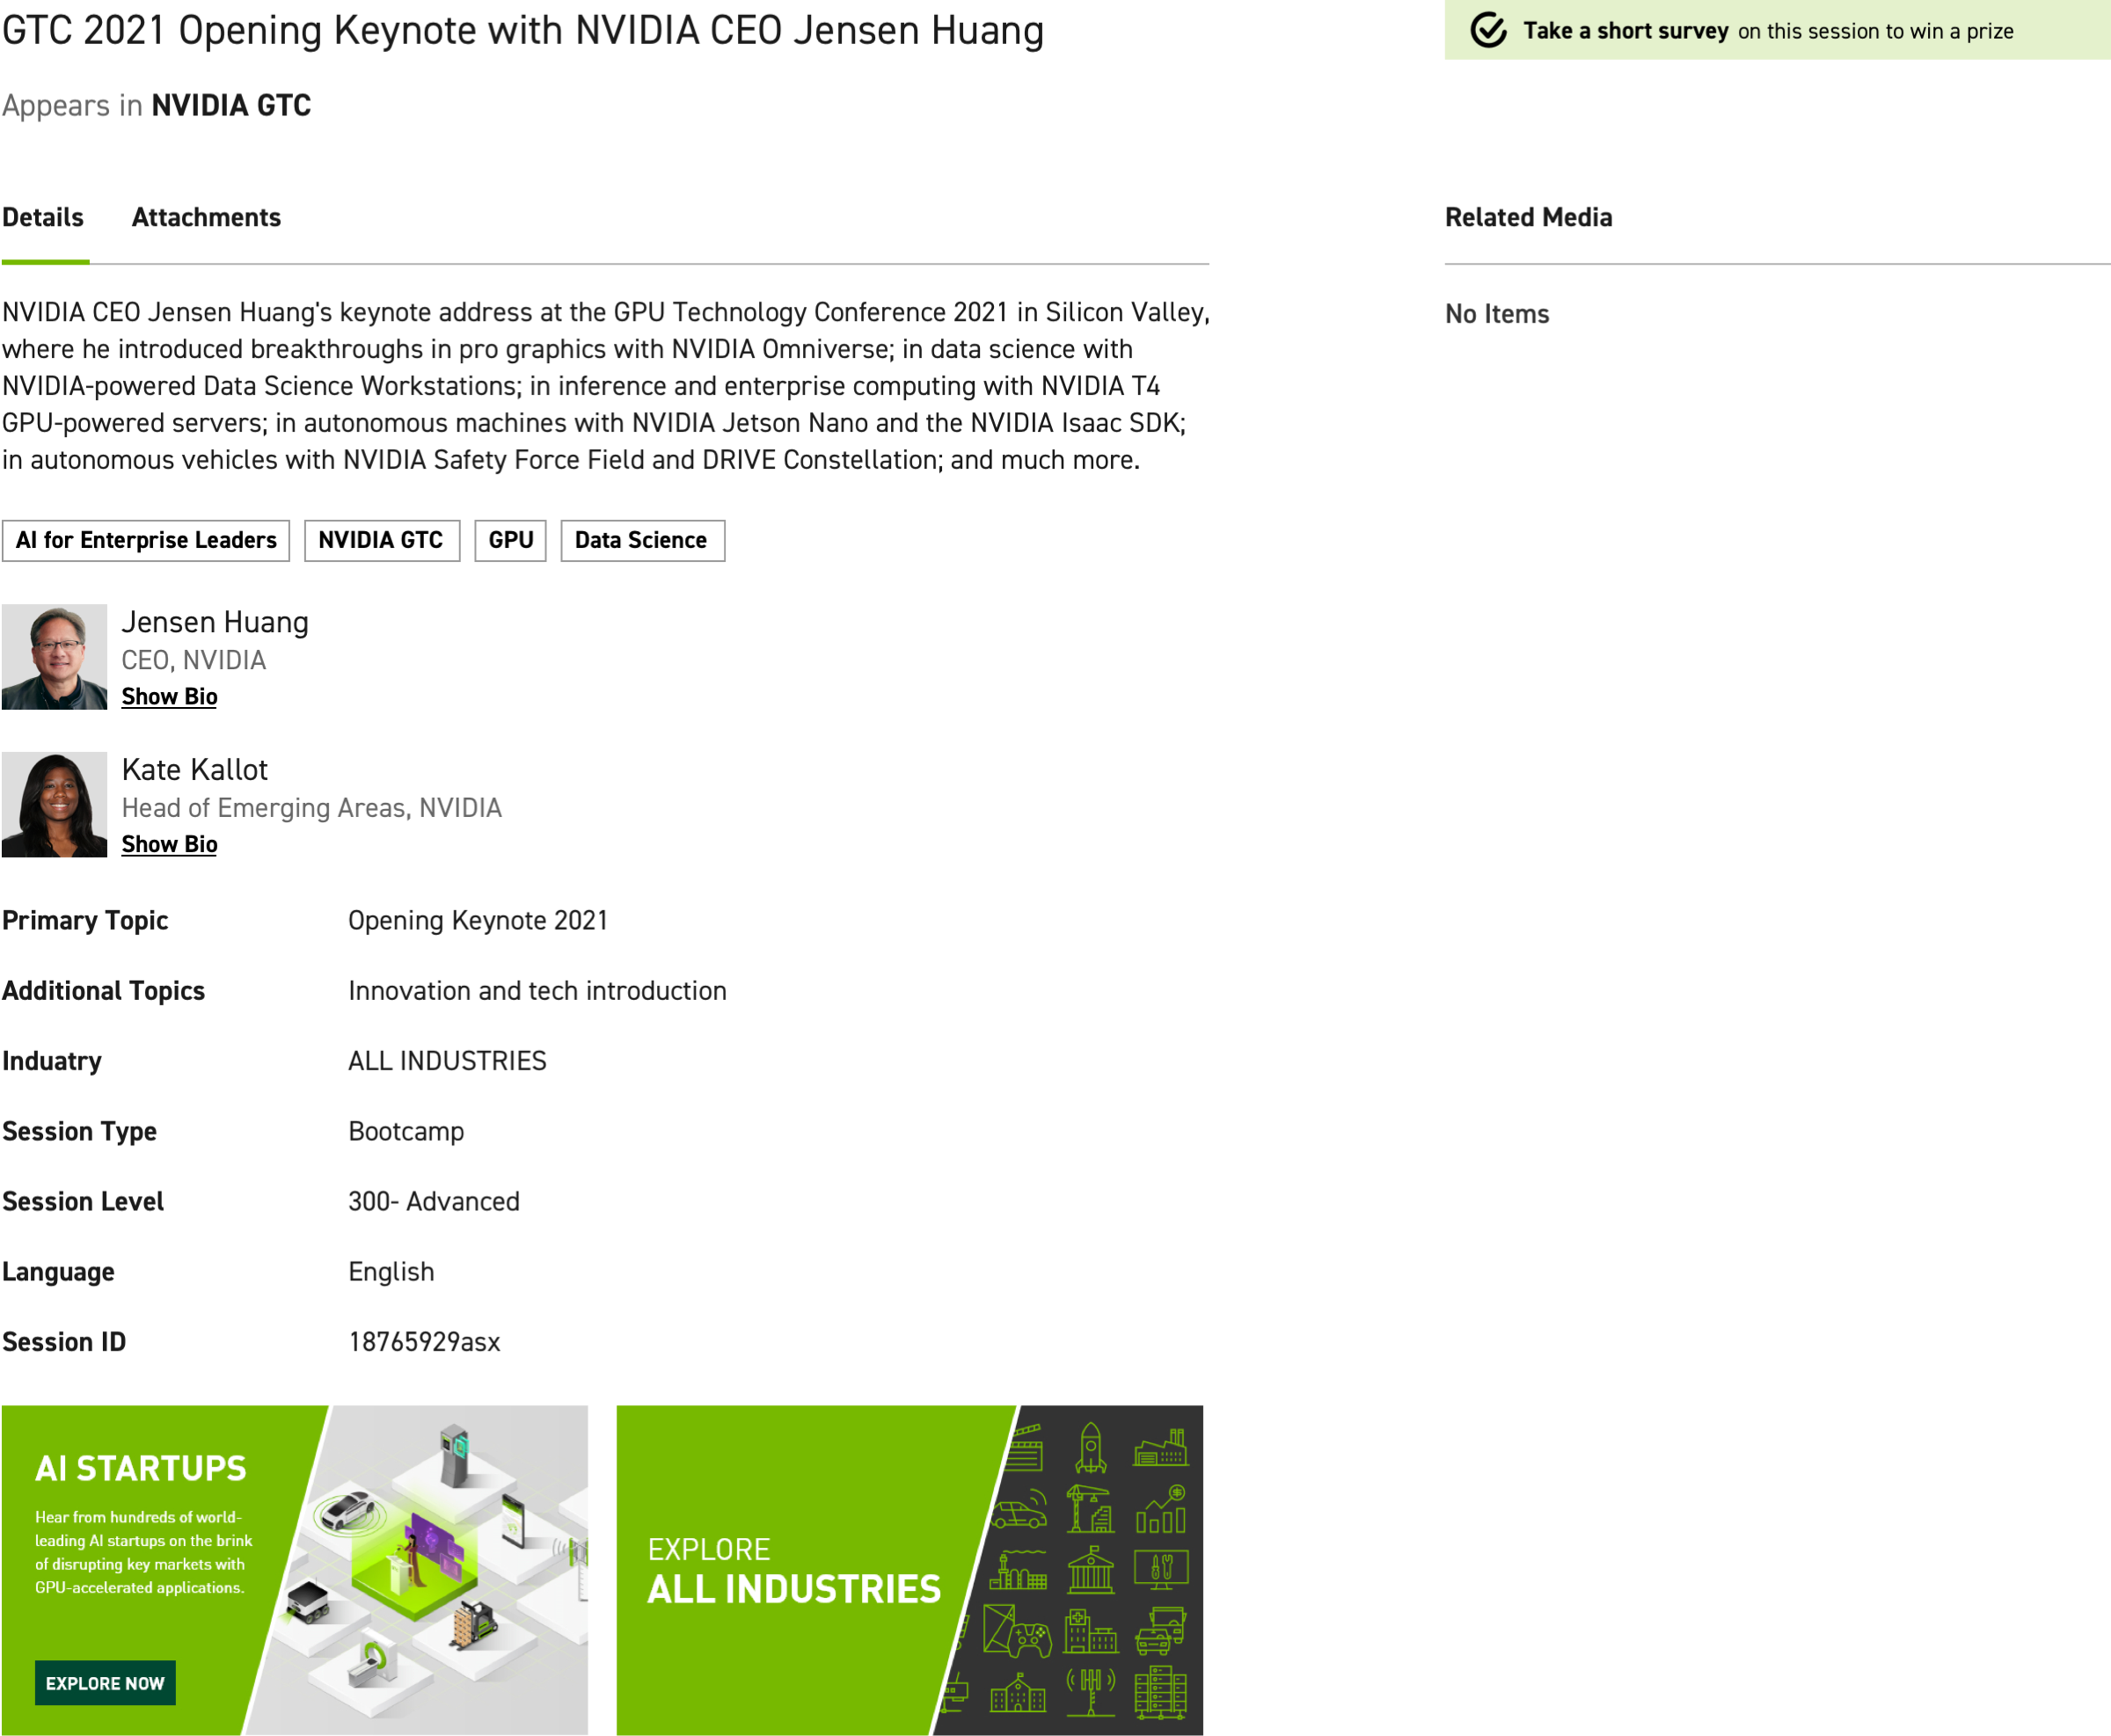 GTC 2021 Opening Keynote with NVIDIA CEO Jensen Huang
Take a short survey on this session to win a prize
Appears in NVIDIA GTC
Details Attachments
Related Media
NVIDIA CEO Jensen Huang's keynote address at the GPU Technology Conference 2021 in Silicon Valley,
where he introduced breakthroughs in pro graphics with NVIDIA Omniverse; in data science with
NVIDIA-powered Data Science Workstations; in inference and enterprise computing with NVIDIA T4
GPU-powered servers; in autonomous machines with NVIDIA Jetson Nano and the NVIDIA Isaac SDK;
in autonomous vehicles with NVIDIA Safety Force Field and DRIVE Constellation; and much more.
No Items
AI for Enterprise Leaders NVIDIA GTC GPU Data Science
Jensen Huang
CEO, NVIDIA
Show Bio
Kate Kallot
Head of Emerging Areas, NVIDIA
Show Bio
Primary Topic Opening Keynote 2021
Additional Topics Innovation and tech introduction
Induatry ALL INDUSTRIES
Session Type Bootcamp
Session Level 300- Advanced
Language English
Session ID 18765929asx
AI STARTUPS
Hear from hundreds of world-
leading AI startups on the brink
of disrupting key markets with
GPU-accelerated applications.
EXPLORE NOW
EXPLORE
ALL INDUSTRIES